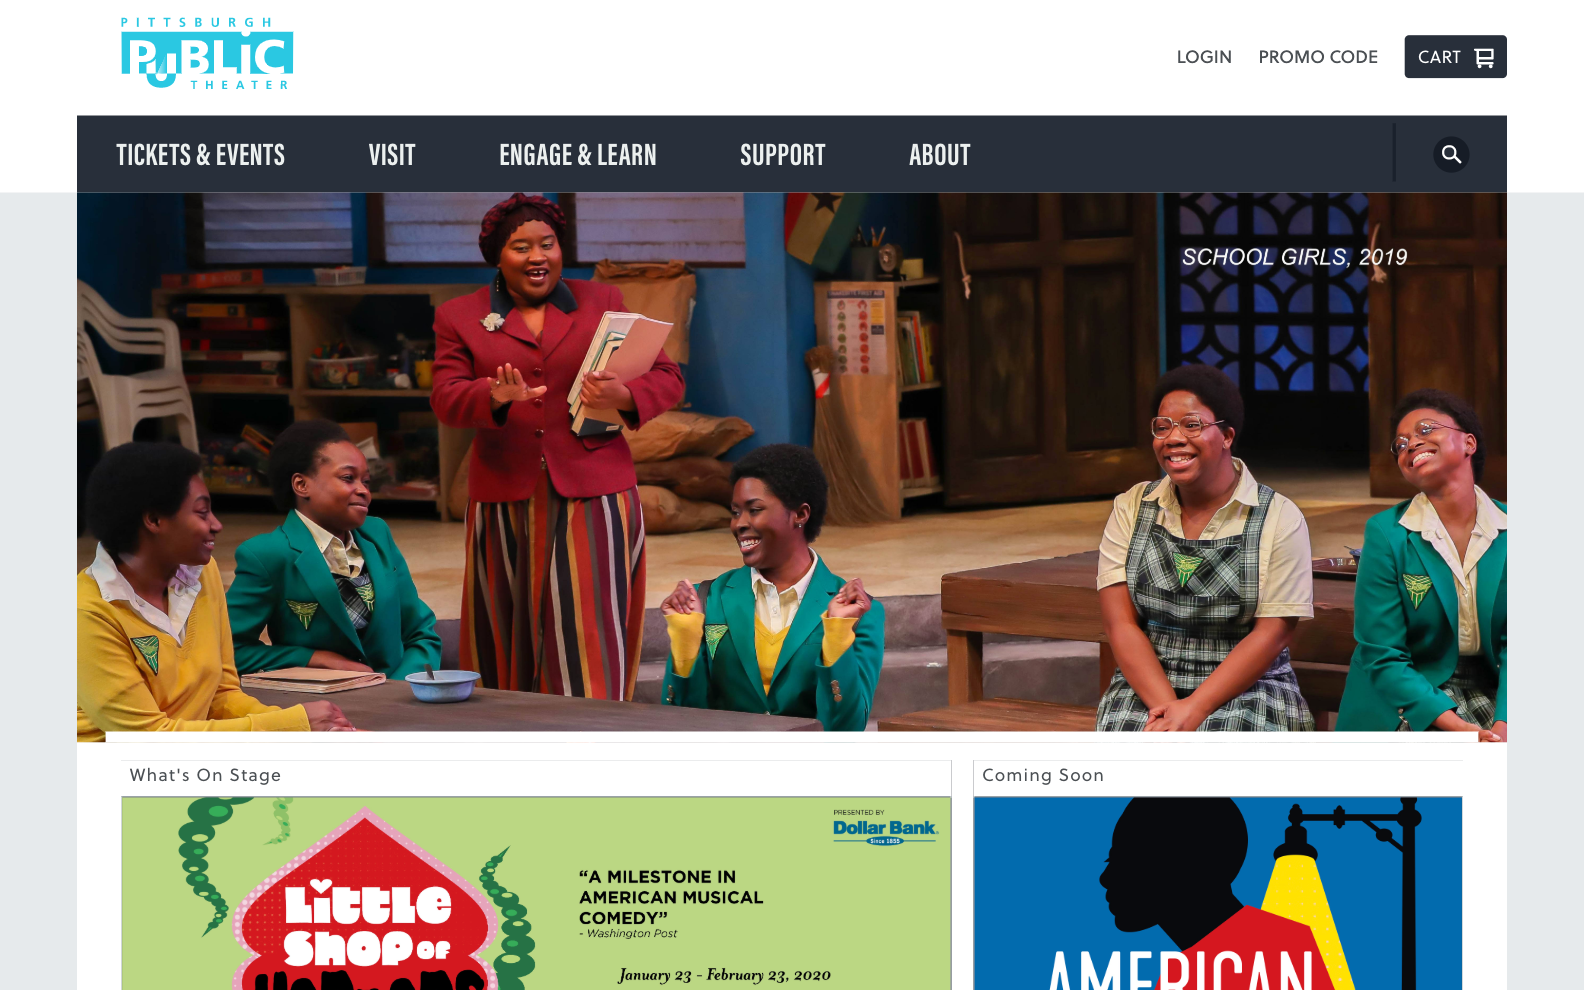 PITTSBURGH
PUBLIC
THEATER
LOGIN
PROMO CODE
CART
TICKETS & EVENTS
VISIT
ENGAGE & LEARN
SUPPORT
ABOUT
SCHOOL GIRLS, 2019
What's On Stage
Coming Soon
PRESENTED BY
Dollar Bank
Since 1855
Little
SHOP OF
“A MILESTONE IN
AMERICAN MUSICAL
COMEDY”
- Washington Post
January 23 - February 23, 2020
AMERICAN